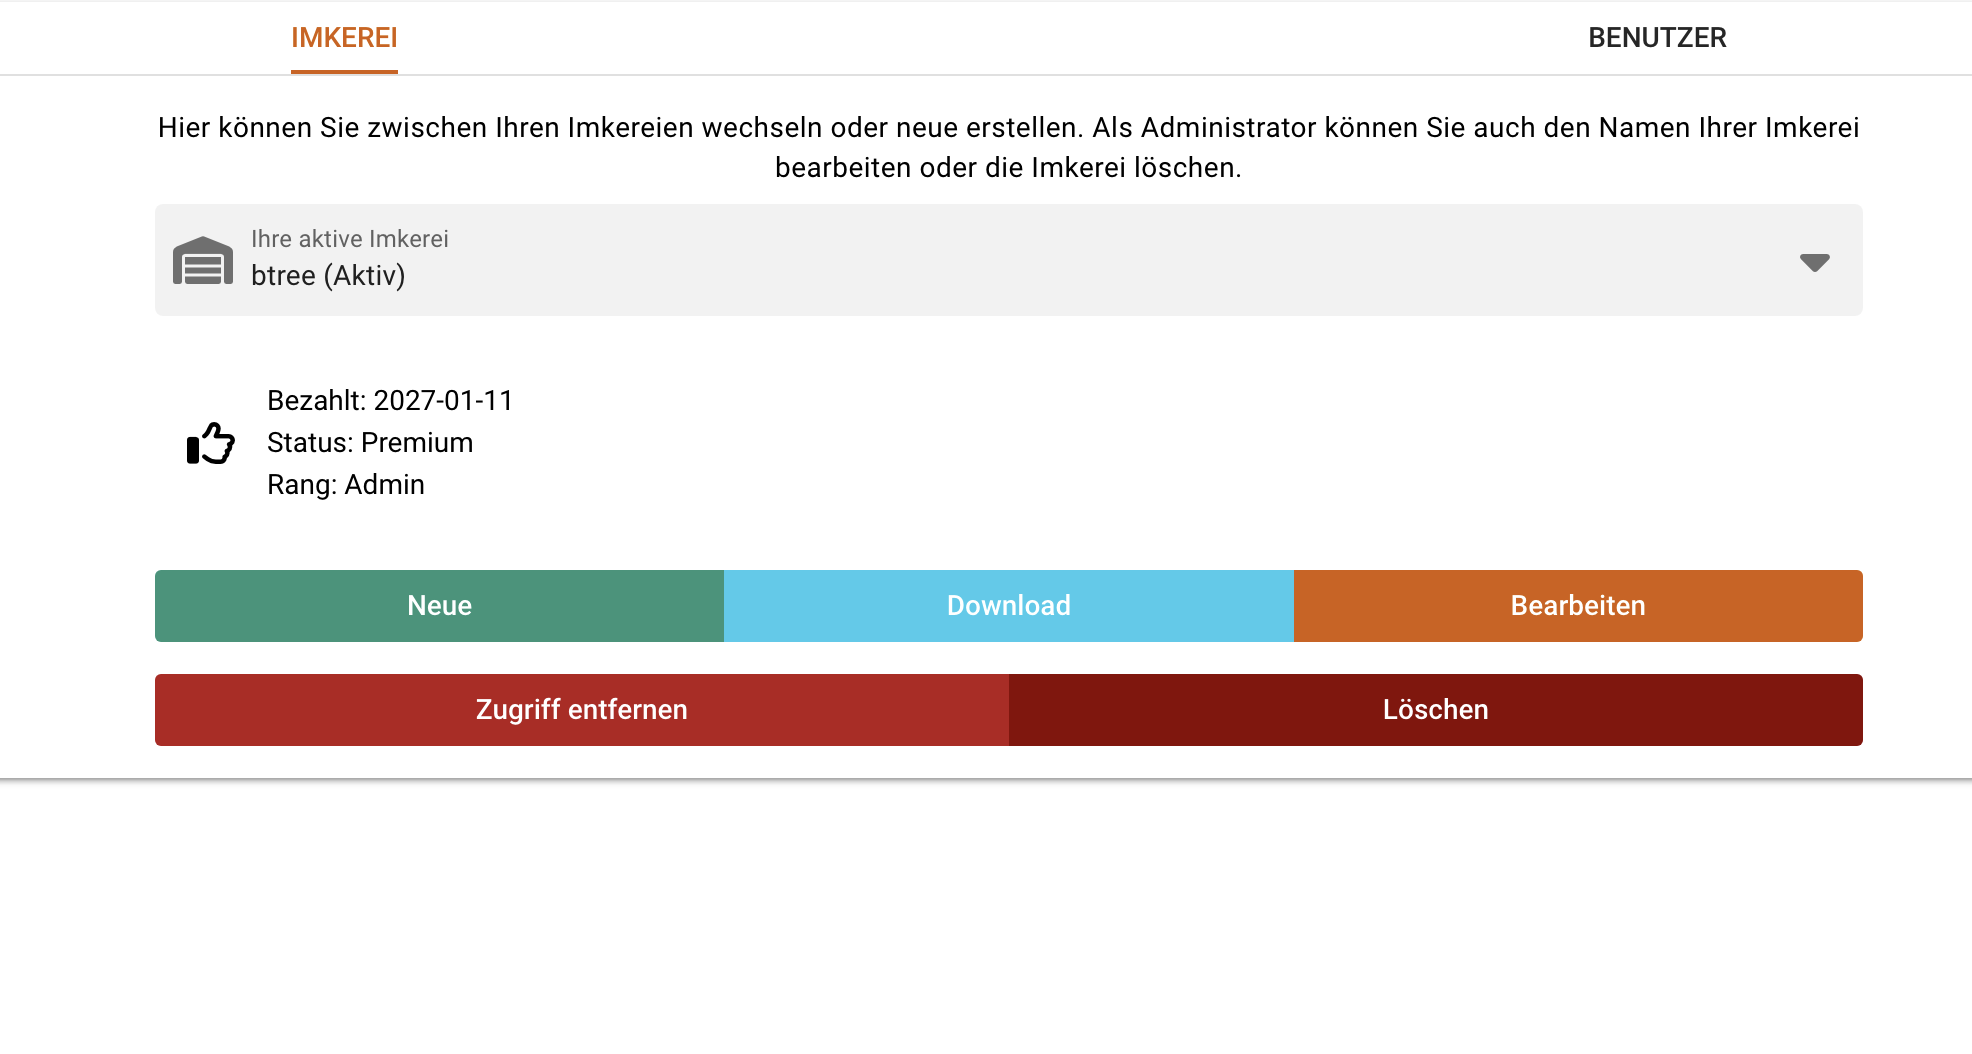 IMKEREI
BENUTZER
Hier können Sie zwischen Ihren Imkereien wechseln oder neue erstellen. Als Administrator können Sie auch den Namen Ihrer Imkerei
bearbeiten oder die Imkerei löschen.
Ihre aktive Imkerei
btree (Aktiv)
Bezahlt: 2027-01-11
Status: Premium
Rang: Admin
Neue
Download
Bearbeiten
Zugriff entfernen
Löschen